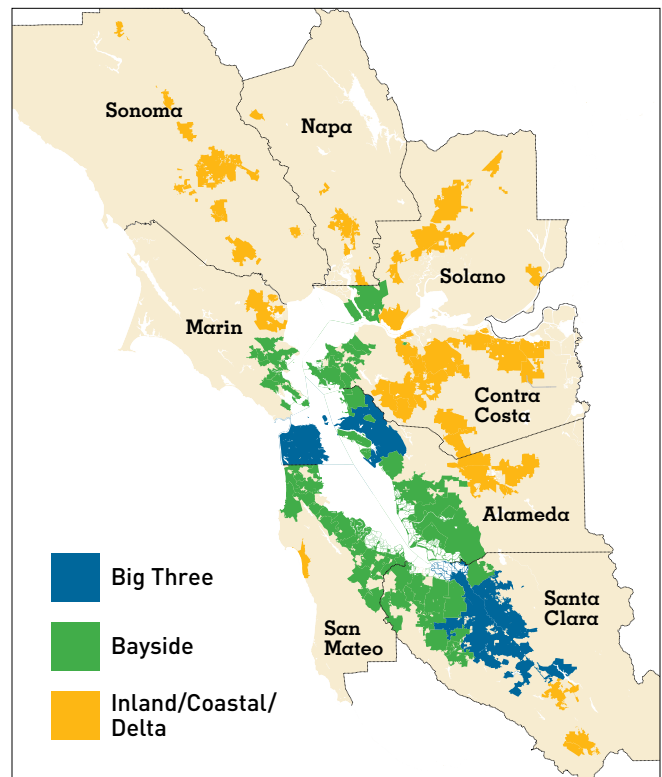 Sonoma
Napa
Solano
Marin
Contra
Costa
Alameda
Santa
Clara
San
Mateo
Big Three
Bayside
Inland/Coastal/
Delta